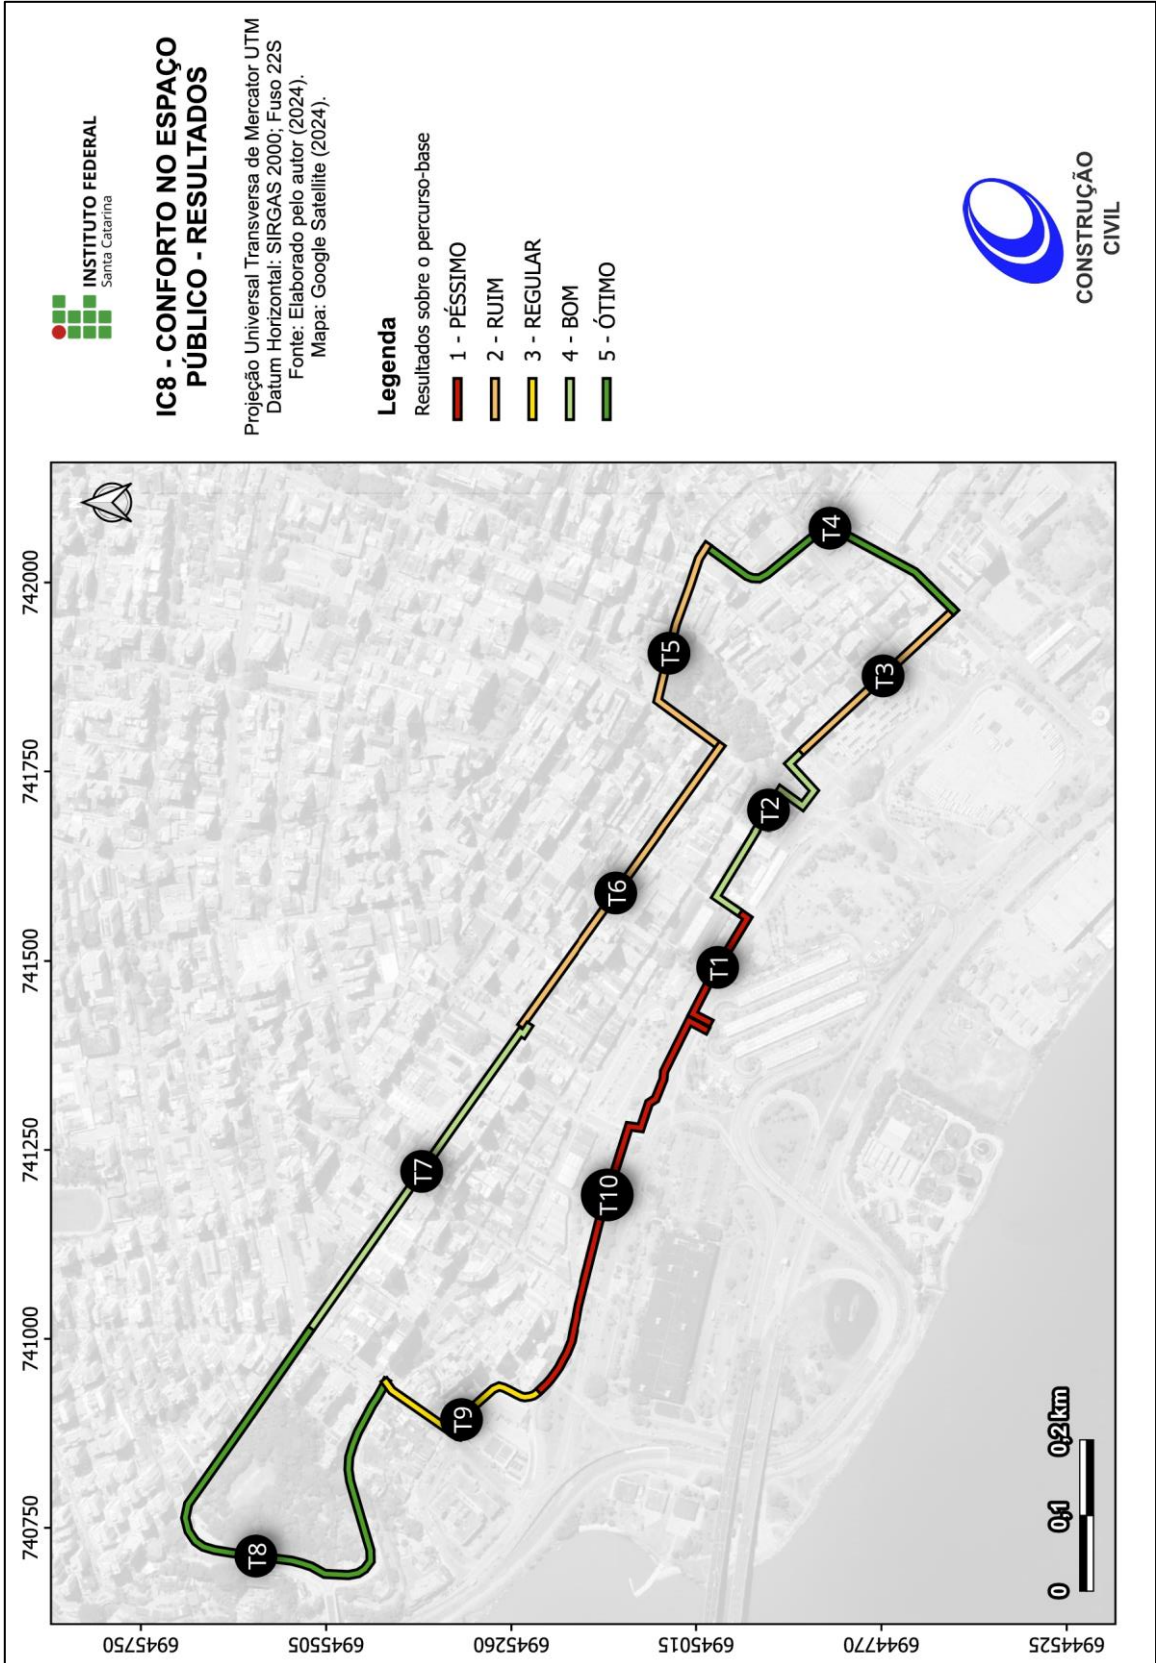 INSTITUTO FEDERAL
Santa Catarina
IC8 - CONFORTO NO ESPAÇO
PÚBLICO - RESULTADOS
Projeção Universal Transversa de Mercator UTM
Datum Horizontal: SIRGAS 2000; Fuso 22S
Fonte: Elaborado pelo autor (2024).
Mapa: Google Satellite (2024).
Legenda
Resultados sobre o percurso-base
1 - PÉSSIMO
2 - RUIM
3 - REGULAR
4 - BOM
5 - ÓTIMO
CONSTRUÇÃO
CIVIL
740750
741000
741250
741500
741750
742000
6945750
6945505
6945260
6945015
6944770
6944525
T8
T7
T9
T6
T10
T5
T1
T2
T4
T3
0
0,1
0,2 km